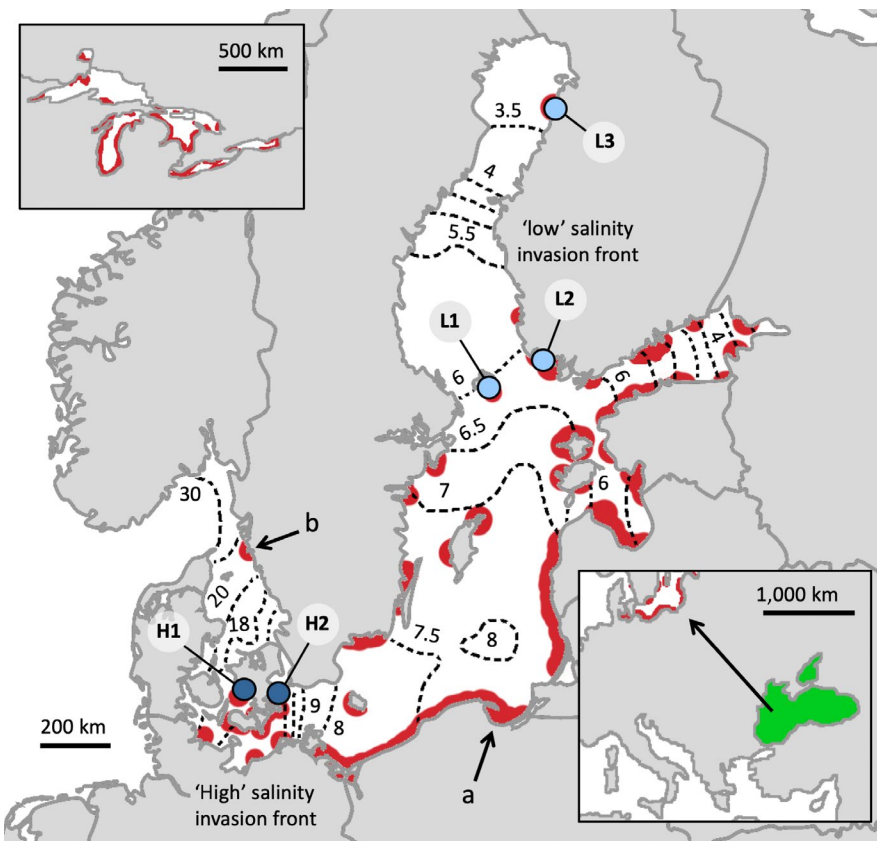 500 km
3.5
L3
4
'low' salinity
invasion front
5.5
L1
L2
4
6
6
6.5
30
7
6
b
20
1,000 km
18
H1
H2
7.5
8
200 km
9
8
a
'High' salinity
invasion front